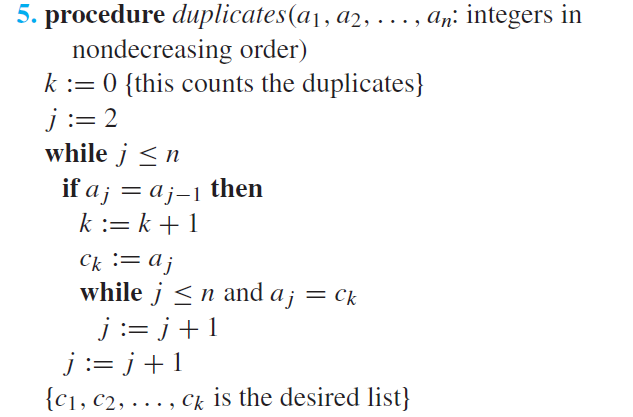 5. procedure duplicates(a₁, a₂, . . . , aₙ: integers in
nondecreasing order)
k := 0 {this counts the duplicates}
j := 2
while j ≤ n
if aⱼ = aⱼ₋₁ then
k := k + 1
cₖ := aⱼ
while j ≤ n and aⱼ = cₖ
j := j + 1
j := j + 1
{c₁, c₂, . . . , cₖ is the desired list}